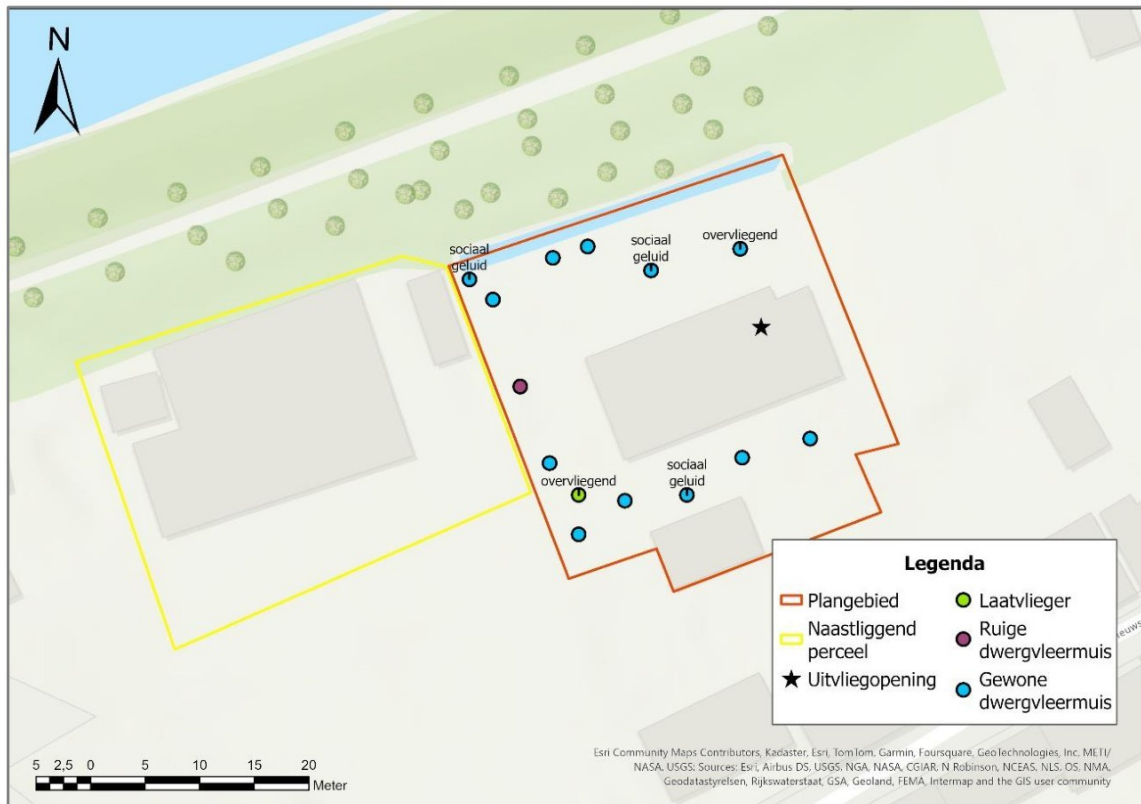 N
sociaal
geluid
sociaal
geluid
overvliegend
overvliegend
sociaal
geluid
Legenda
Plangebied
Naastliggend
perceel
Uitvliegopening
Laatvlieger
Ruige
dwergvleermuis
Gewone
dwergvleermuis
5 2,5 0 5 10 15 20
Meter
Esri Community Maps Contributors, Kadaster, Esri, TomTom, Garmin, Foursquare, GeoTechnologies, Inc, METI/
NASA, USGS; Sources: Esri, Airbus DS, USGS, NGA, NASA, CGIAR, N Robinson, NCEAS, NLS, OS, NMA,
Geodatastyrelsen, Rijkswaterstaat, GSA, Geoland, FEMA, Intermap and the GIS user community